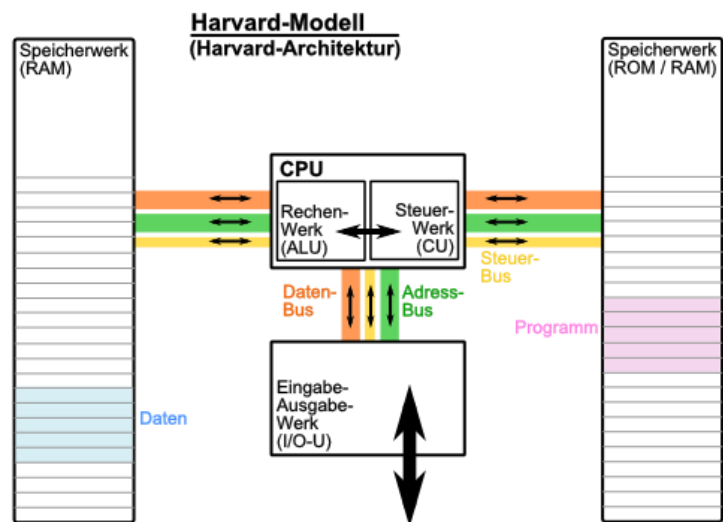 Harvard-Modell
(Harvard-Architektur)
Speicherwerk
(RAM)
Speicherwerk
(ROM / RAM)
CPU
Rechen-
Werk
(ALU)
Steuer-
Werk
(CU)
Steuer-
Bus
Daten-
Bus
Adress-
Bus
Programm
Eingabe-
Ausgabe-
Werk
(I/O-U)
Daten